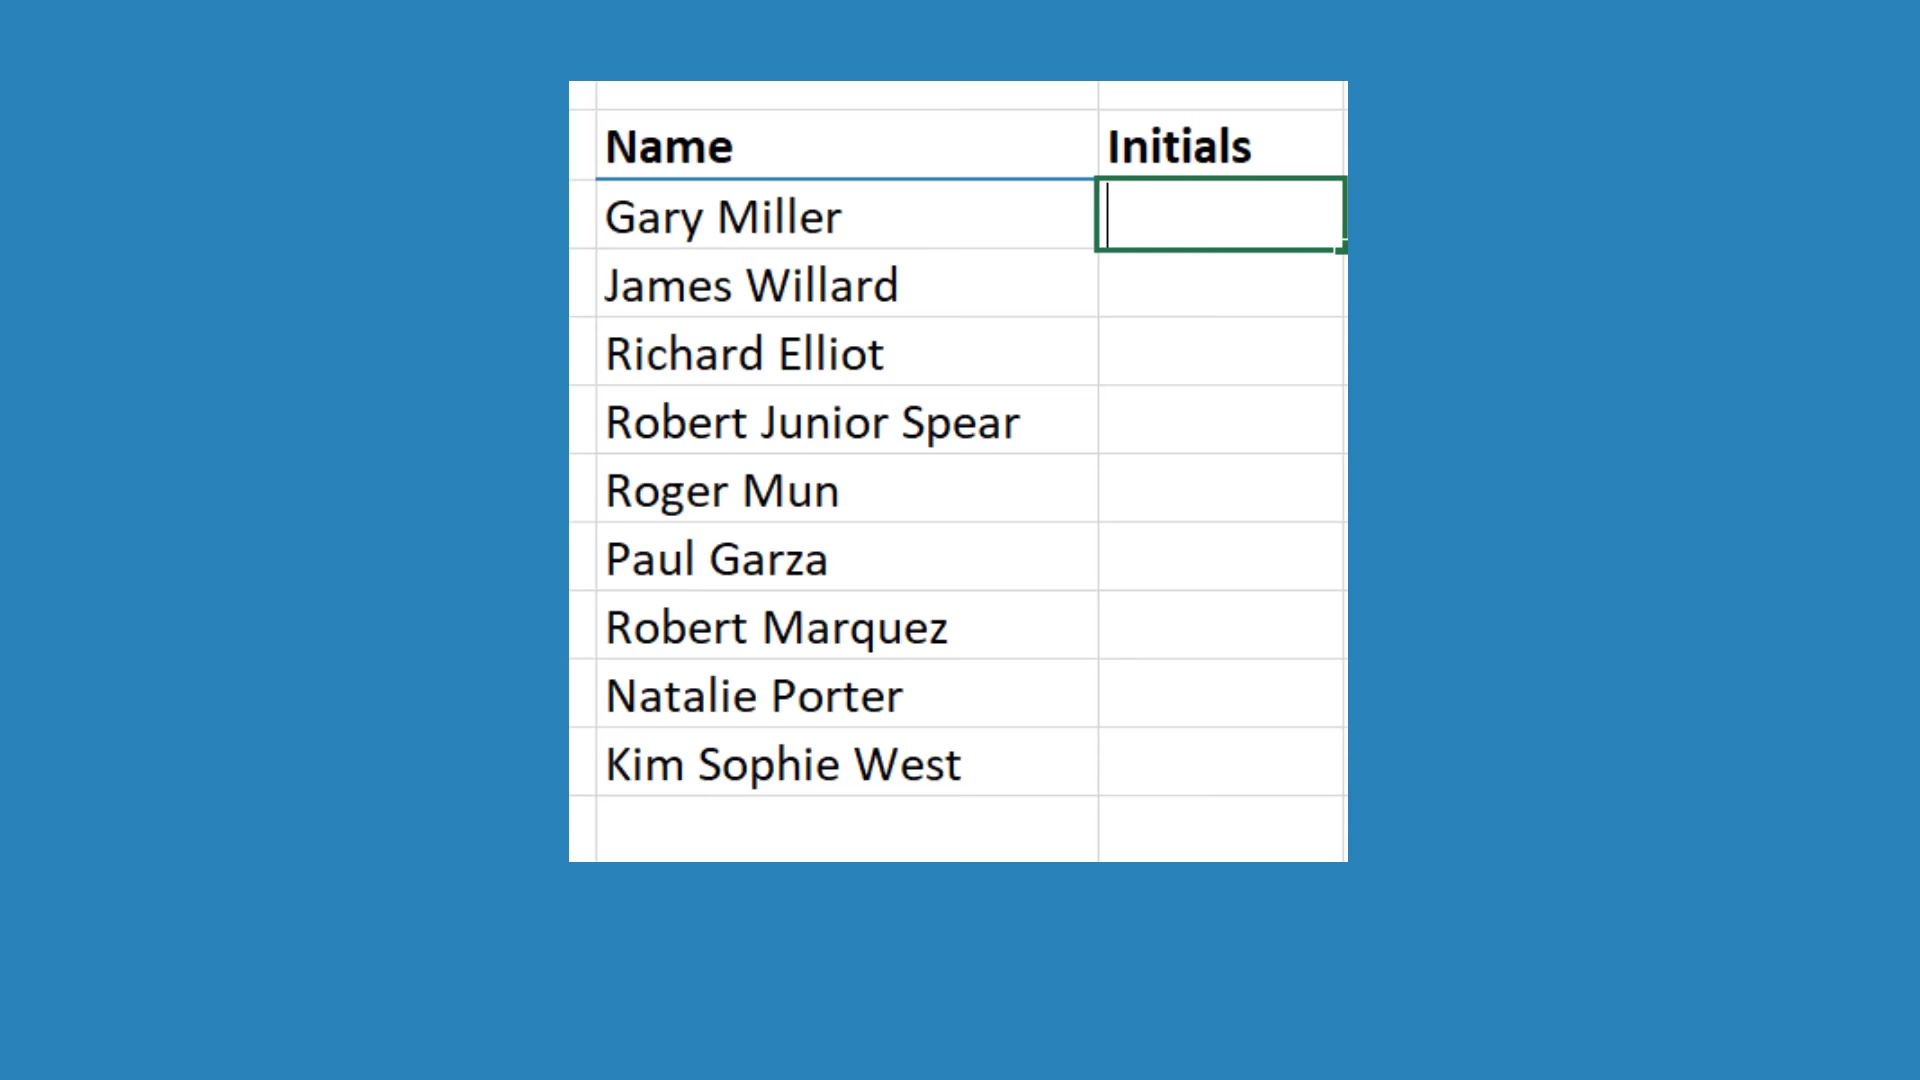 Name Initials
Gary Miller
James Willard
Richard Elliot
Robert Junior Spear
Roger Mun
Paul Garza
Robert Marquez
Natalie Porter
Kim Sophie West